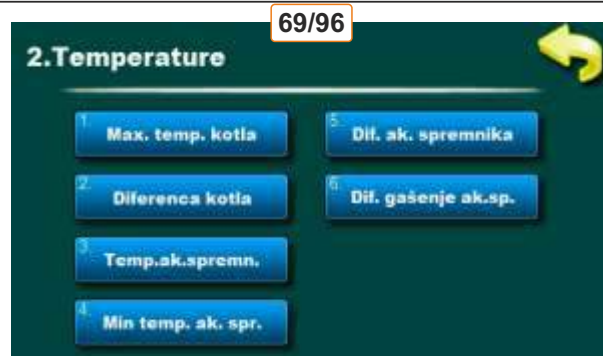 69/96
2.Temperature
1. Max. temp. kotla
2. Diferenca kotla
3. Temp.ak.spremn.
4. Min temp. ak. spr.
5. Dif. ak. spremnika
6. Dif. gašenje ak.sp.